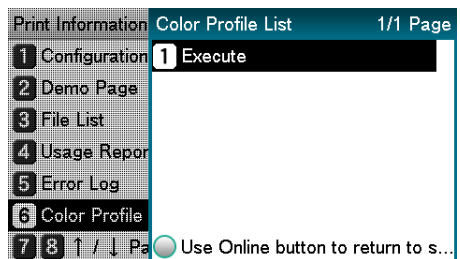 Print Information
1 Configuration
2 Demo Page
3 File List
4 Usage Repor
5 Error Log
6 Color Profile
7 8 ↑ / ↓ Pa
Color Profile List 1/1 Page
1 Execute
Use Online button to return to s...